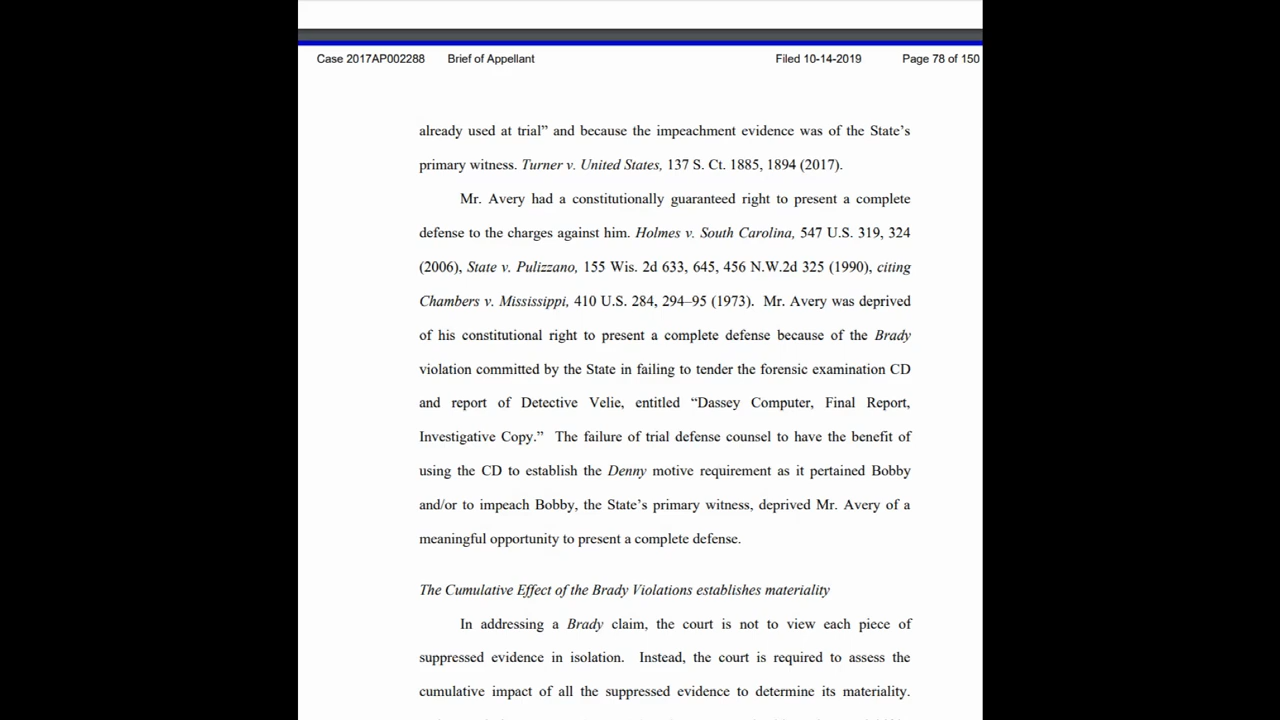 Case 2017AP002288 Brief of Appellant Filed 10-14-2019 Page 78 of 150
already used at trial” and because the impeachment evidence was of the State’s
primary witness. Turner v. United States, 137 S. Ct. 1885, 1894 (2017).
Mr. Avery had a constitutionally guaranteed right to present a complete
defense to the charges against him. Holmes v. South Carolina, 547 U.S. 319, 324
(2006), State v. Pulizzano, 155 Wis. 2d 633, 645, 456 N.W.2d 325 (1990), citing
Chambers v. Mississippi, 410 U.S. 284, 294–95 (1973). Mr. Avery was deprived
of his constitutional right to present a complete defense because of the Brady
violation committed by the State in failing to tender the forensic examination CD
and report of Detective Velie, entitled “Dassey Computer, Final Report,
Investigative Copy.” The failure of trial defense counsel to have the benefit of
using the CD to establish the Denny motive requirement as it pertained Bobby
and/or to impeach Bobby, the State’s primary witness, deprived Mr. Avery of a
meaningful opportunity to present a complete defense.
The Cumulative Effect of the Brady Violations establishes materiality
In addressing a Brady claim, the court is not to view each piece of
suppressed evidence in isolation. Instead, the court is required to assess the
cumulative impact of all the suppressed evidence to determine its materiality.